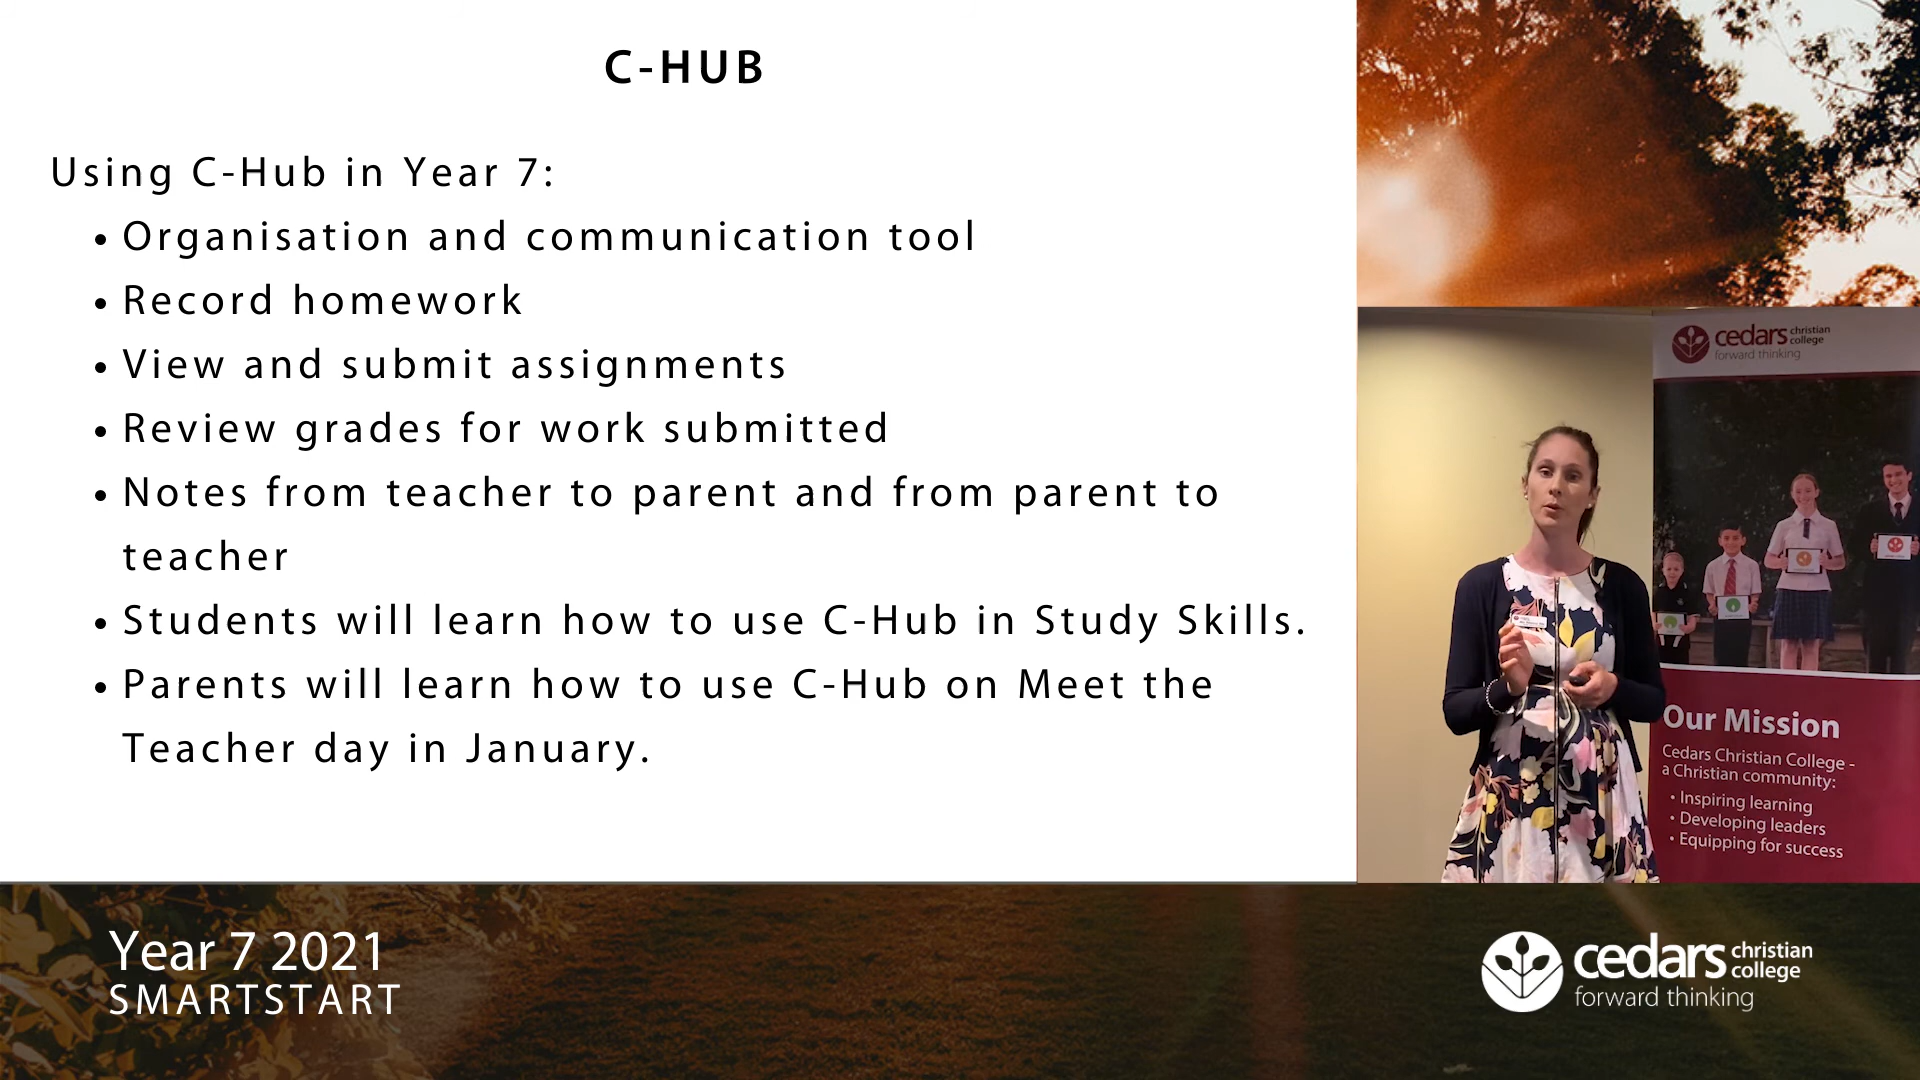 C-HUB
Using C-Hub in Year 7:
• Organisation and communication tool
• Record homework
• View and submit assignments
• Review grades for work submitted
• Notes from teacher to parent and from parent to
teacher
• Students will learn how to use C-Hub in Study Skills.
• Parents will learn how to use C-Hub on Meet the
Teacher day in January.
cedars christian
college
forward thinking
Our Mission
Cedars Christian College -
a Christian community:
• Inspiring learning
• Developing leaders
• Equipping for success
Year 7 2021
SMARTSTART
cedars christian
college
forward thinking